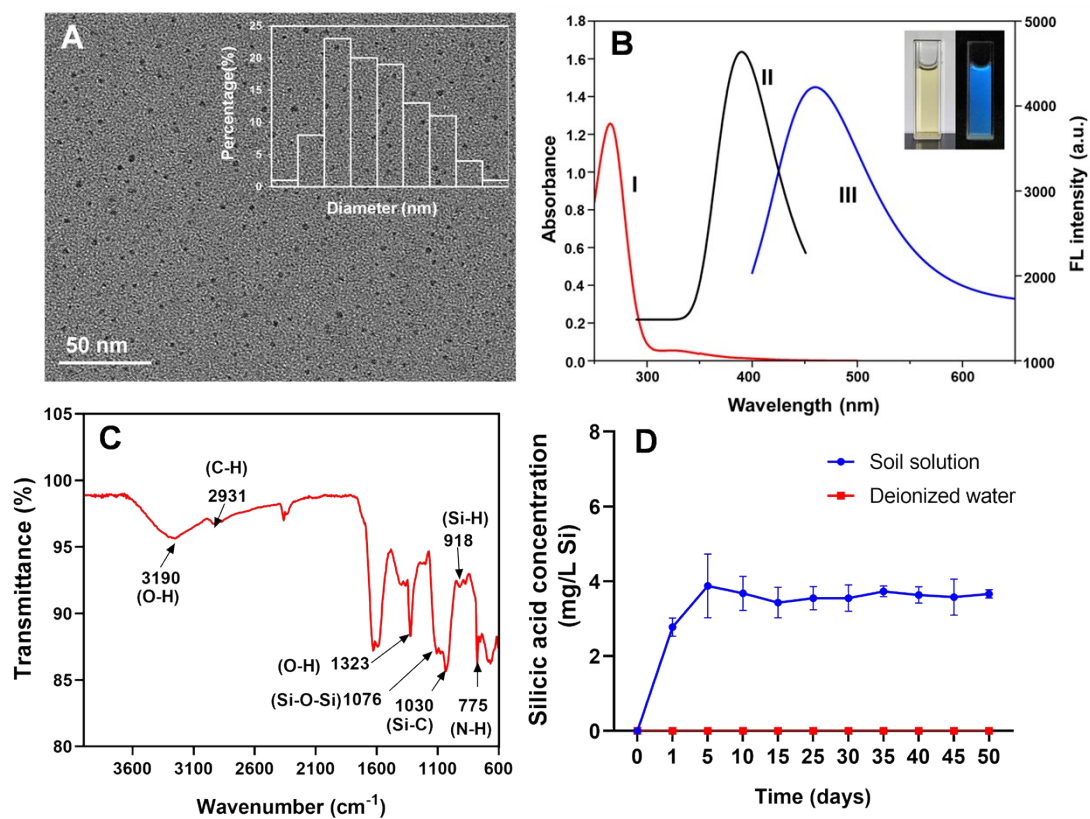 A
25
20
15
10
5
0
Percentage(%)
Diameter (nm)
50 nm
B
1.8
1.6
1.4
1.2
1.0
0.8
0.6
0.4
0.2
0.0
Absorbance
I
II
III
5000
4000
3000
2000
1000
FL intensity (a.u.)
300
400
500
600
Wavelength (nm)
C
105
100
95
90
85
80
Transmittance (%)
(C-H)
2931
3190
(O-H)
(Si-H)
918
(O-H) 1323
(Si-O-Si)1076
1030
(Si-C)
775
(N-H)
3600
3100
2600
2100
1600
1100
600
Wavenumber (cm⁻¹)
D
8
6
4
2
0
Silicic acid concentration
(mg/L Si)
Soil solution
Deionized water
0
1
5
10
15
25
30
35
40
45
50
Time (days)